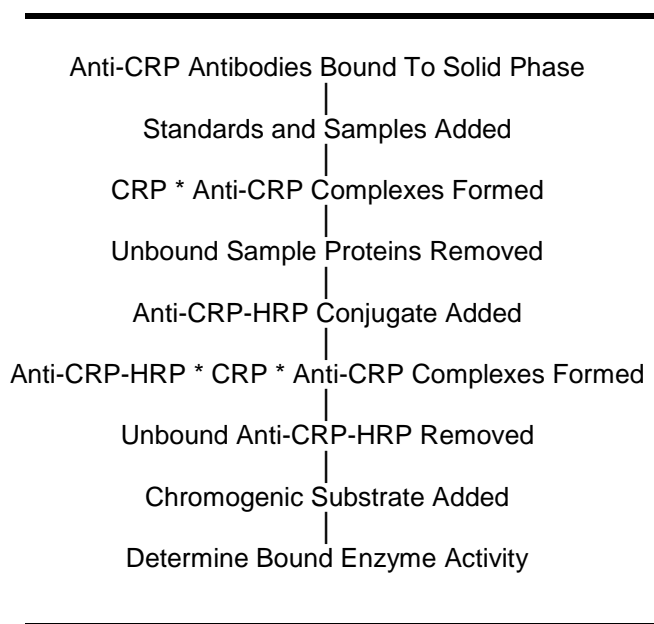 Anti-CRP Antibodies Bound To Solid Phase
Standards and Samples Added
CRP * Anti-CRP Complexes Formed
Unbound Sample Proteins Removed
Anti-CRP-HRP Conjugate Added
Anti-CRP-HRP * CRP * Anti-CRP Complexes Formed
Unbound Anti-CRP-HRP Removed
Chromogenic Substrate Added
Determine Bound Enzyme Activity